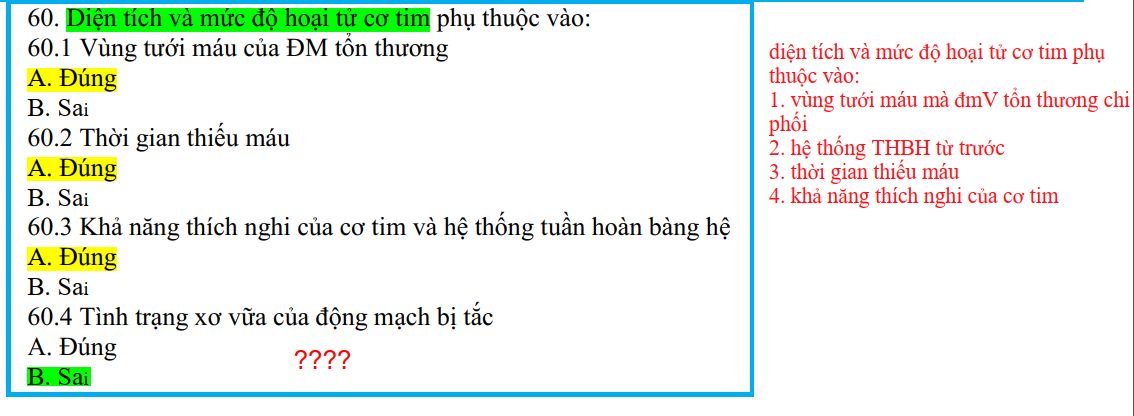 60. Diện tích và mức độ hoại tử cơ tim phụ thuộc vào:
60.1 Vùng tưới máu của ĐM tổn thương
A. Đúng
B. Sai
60.2 Thời gian thiếu máu
A. Đúng
B. Sai
60.3 Khả năng thích nghi của cơ tim và hệ thống tuần hoàn bàng hệ
A. Đúng
B. Sai
60.4 Tình trạng xơ vữa của động mạch bị tắc
A. Đúng
????
B. Sai
diện tích và mức độ hoại tử cơ tim phụ
thuộc vào:
1. vùng tưới máu mà đmV tổn thương chi
phối
2. hệ thống THBH từ trước
3. thời gian thiếu máu
4. khả năng thích nghi của cơ tim